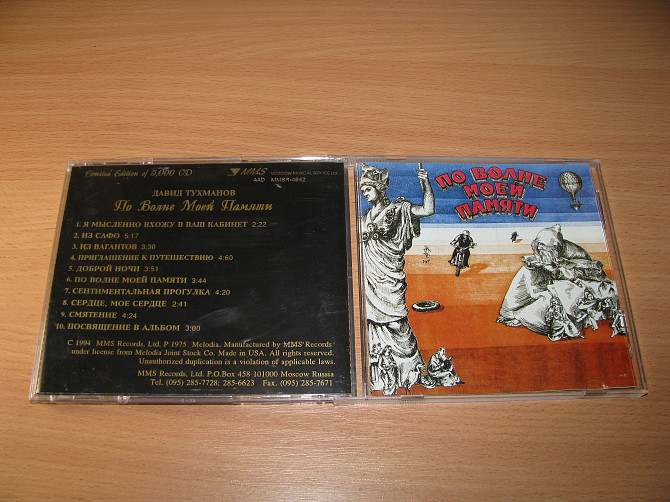 Limited Edition of 5,000 CD
MMS
MOSCOW MUSICAL SERVICE Ltd
AAD MMSR-4642
ДАВИД ТУХМАНОВ
По Волне Моей Памяти
1. Я МЫСЛЕННО ВХОЖУ В ВАШ КАБИНЕТ 2:22
2. ИЗ САФО 5:17
3. ИЗ ВАГАНТОВ 3:30
4. ПРИГЛАШЕНИЕ К ПУТЕШЕСТВИЮ 4:60
5. ДОБРОЙ НОЧИ 3:51
6. ПО ВОЛНЕ МОЕЙ ПАМЯТИ 3:44
7. СЕНТИМЕНТАЛЬНАЯ ПРОГУЛКА 4:20
8. СЕРДЦЕ, МОЕ СЕРДЦЕ 2:41
9. СМЯТЕНИЕ 4:24
10. ПОСВЯЩЕНИЕ В АЛЬБОМ 3:00
© 1994 MMS Records, Ltd. P 1975 Melodia. Manufactured by MMS Records
under license from Melodia Joint Stock Co. Made in USA. All rights reserved.
Unauthorized duplication is a violation of applicable laws.
MMS Records, Ltd. P.O.Box 458-101000 Moscow Russia
Tel. (095) 285-7728; 285-6623 Fax. (095) 285-7671
ПО ВОЛНЕ
МОЕЙ
ПАМЯТИ